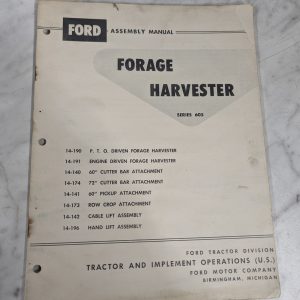 FORD ASSEMBLY MANUAL
FORAGE
HARVESTER
SERIES 605
14-190 P. T. O. DRIVEN FORAGE HARVESTER
14-191 ENGINE DRIVEN FORAGE HARVESTER
14-140 60" CUTTER BAR ATTACHMENT
14-174 72" CUTTER BAR ATTACHMENT
14-141 60" PICKUP ATTACHMENT
14-173 ROW CROP ATTACHMENT
14-142 CABLE LIFT ASSEMBLY
14-196 HAND LIFT ASSEMBLY
FORD TRACTOR DIVISION
TRACTOR AND IMPLEMENT OPERATIONS (U.S.)
FORD MOTOR COMPANY
BIRMINGHAM, MICHIGAN